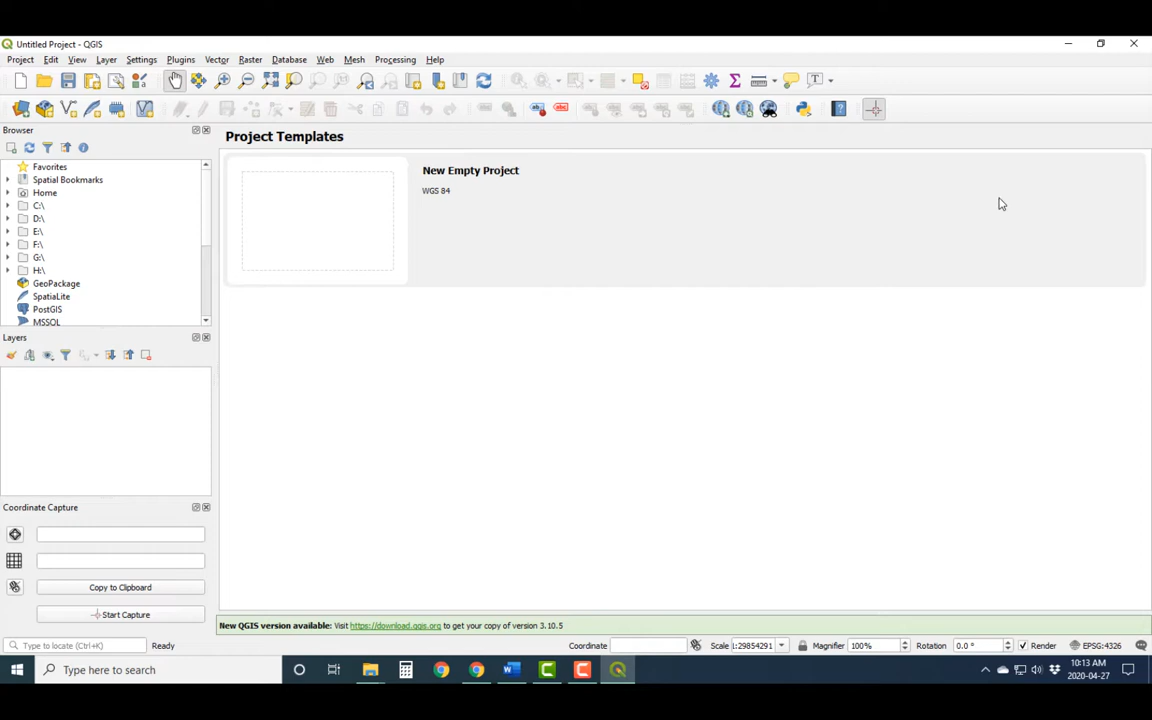 Untitled Project - QGIS
Project Edit View Layer Settings Plugins Vector Raster Database Web Mesh Processing Help
Browser
Favorites
Spatial Bookmarks
Home
C:\
D:\
E:\
F:\
G:\
H:\
GeoPackage
SpatiaLite
PostGIS
MSSQL
Layers
Coordinate Capture
Copy to Clipboard
Start Capture
Project Templates
New Empty Project
WGS 84
New QGIS version available: Visit https://download.qgis.org to get your copy of version 3.10.5
Type to locate (Ctrl+K) Ready Coordinate Scale 1:29854291 Magnifier 100% Rotation 0.0 ° Render EPSG:4326
Type here to search
10:13 AM
2020-04-27